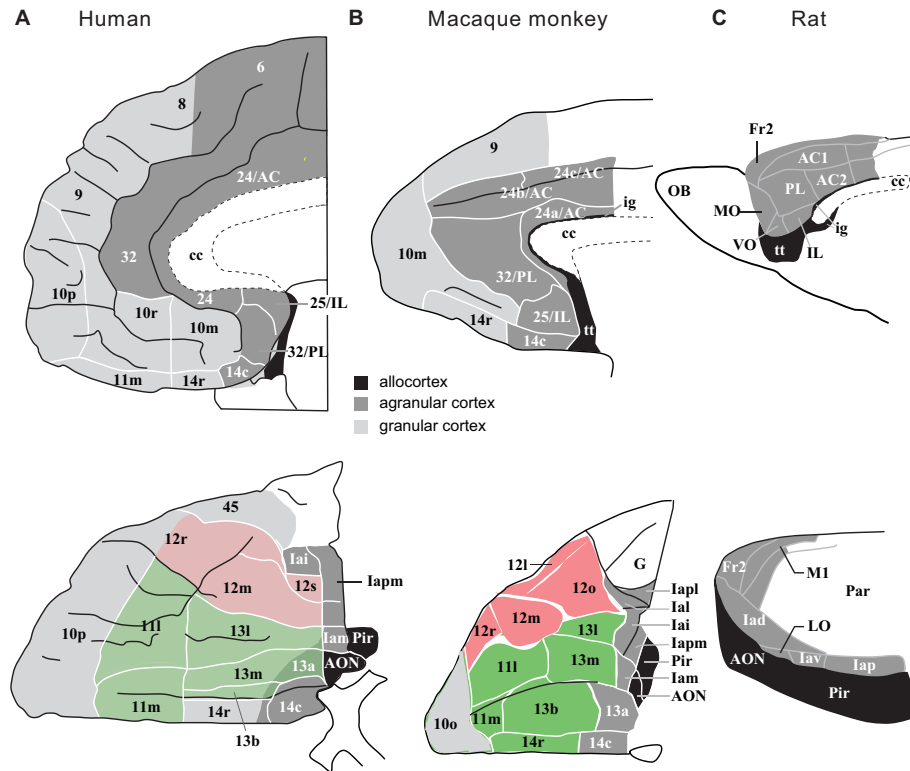 A Human
B Macaque monkey
C Rat
6
8
9
24/AC
32
cc
10p
24
10r
10m
25/IL
32/PL
14c
11m
14r
9
24c/AC
24b/AC
24a/AC
ig
cc
10m
32/PL
25/IL
14r
14c
tt
Fr2
AC1
OB
PL
AC2
cc
MO
VO
tt
IL
ig
allocortex
agranular cortex
granular cortex
45
12r
Iai
12m
12s
Iapm
10p
11l
13l
Iam
Pir
AON
13m
13a
11m
14r
14c
13b
12l
12o
G
12r
12m
13l
11l
13m
Iapl
Ial
Iai
Iapm
Pir
Iam
AON
10o
11m
13b
13a
14r
14c
Fr2
M1
Par
Iad
LO
AON
Iav
Iap
Pir